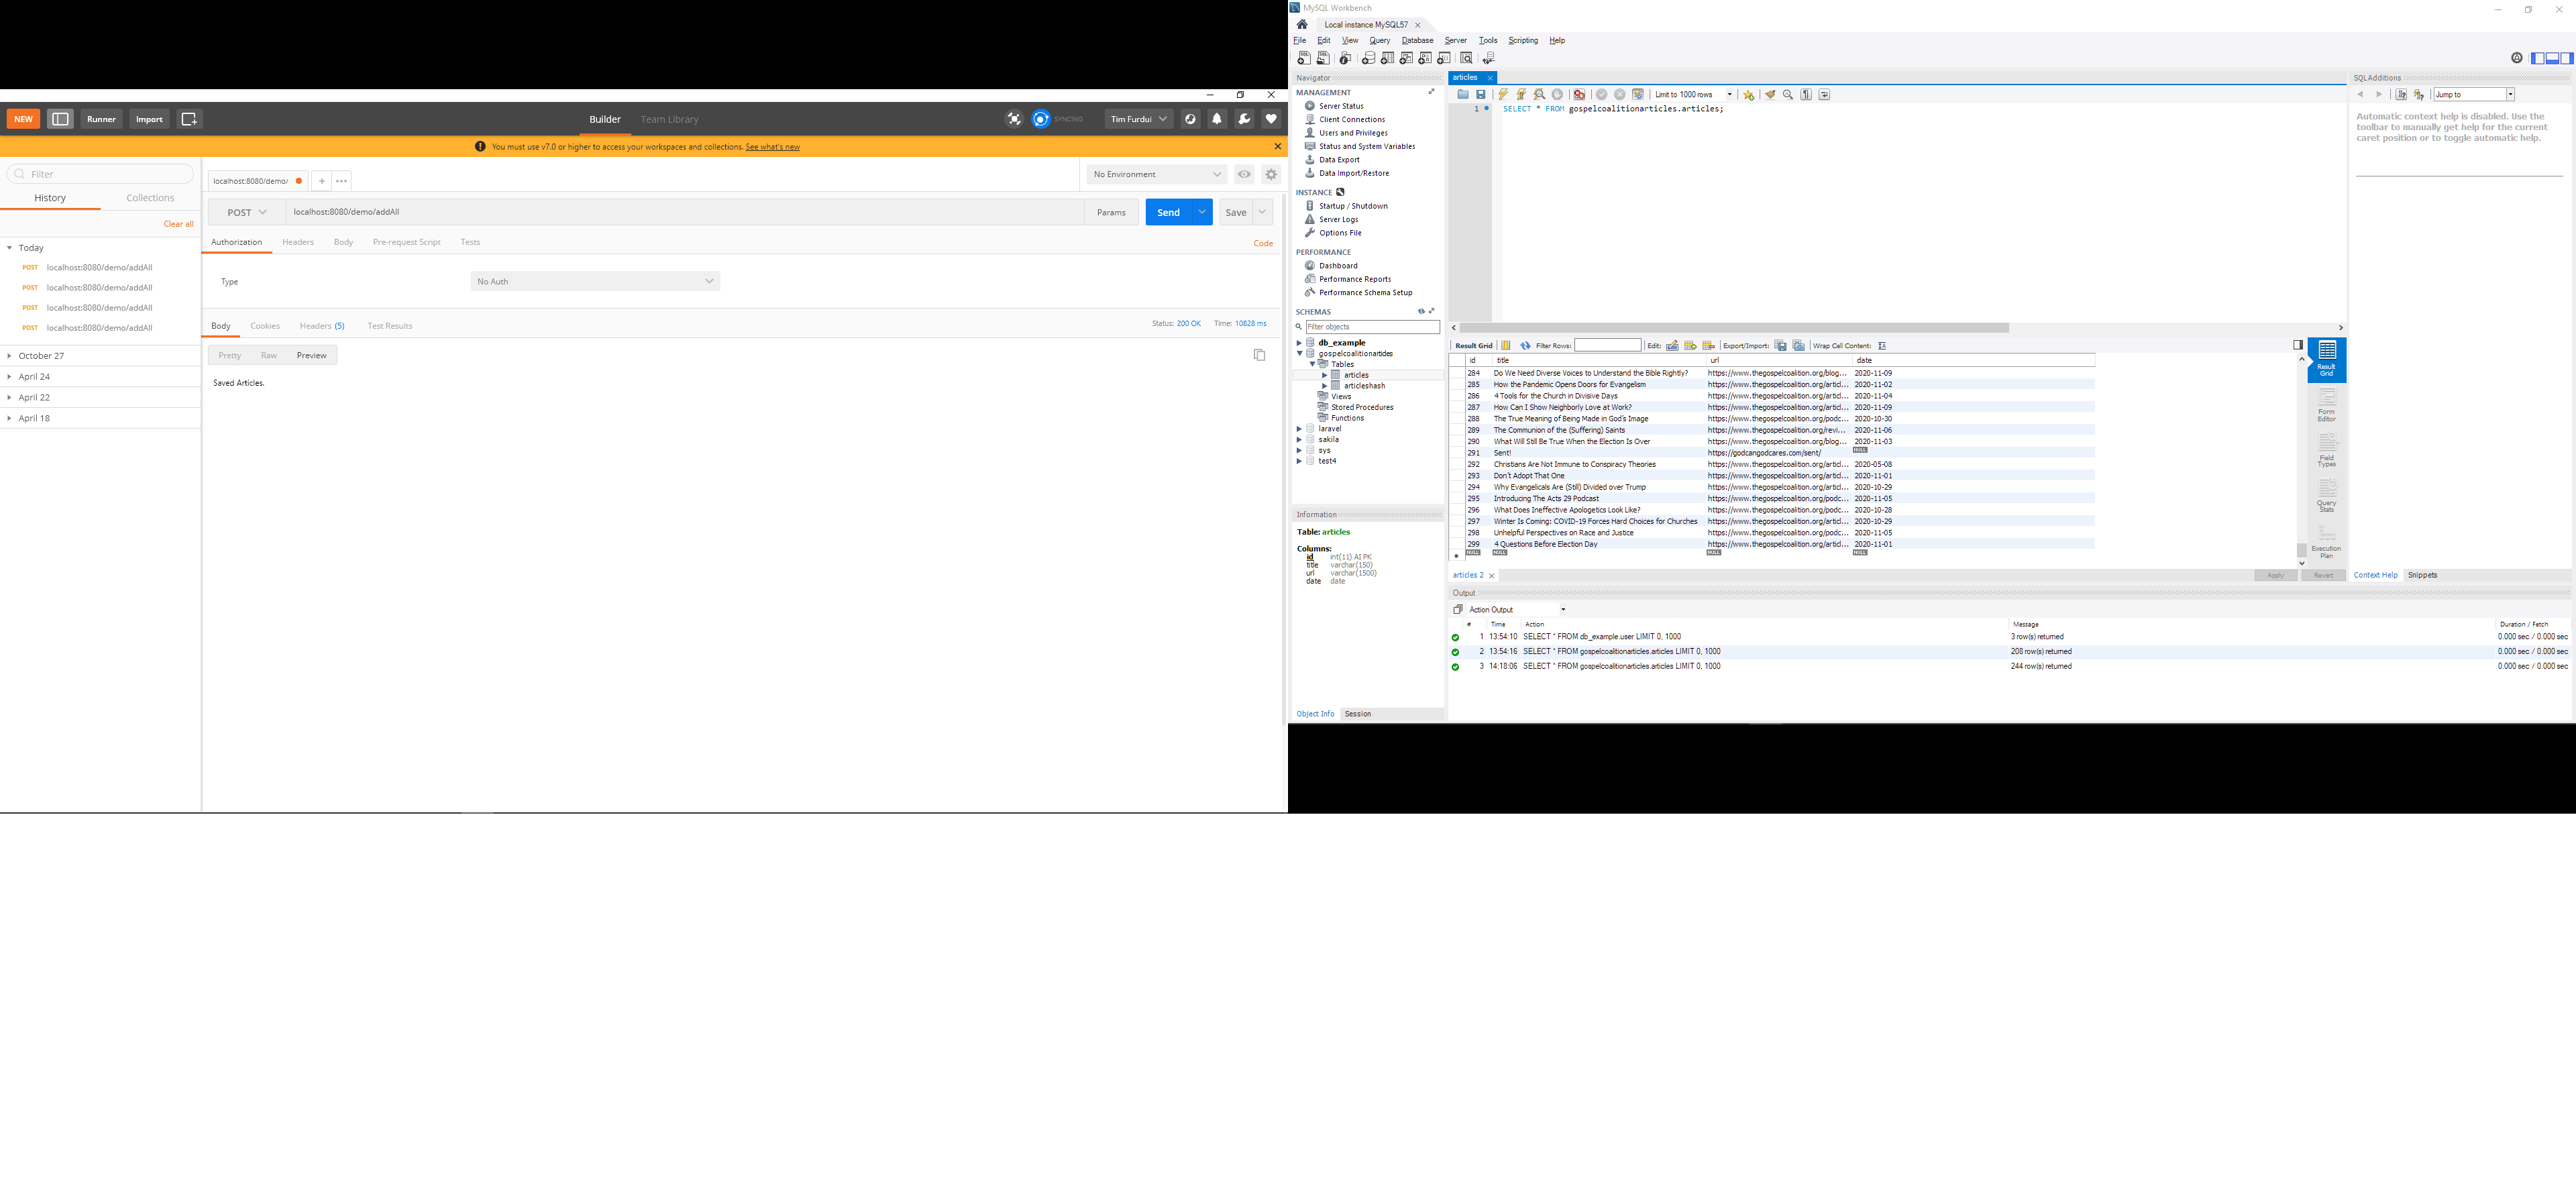 NEW
Runner
Import
Builder
Team Library
SYNCING
Tim Furdui
You must use v7.0 or higher to access your workspaces and collections. See what's new
Filter
History
Collections
Clear all
Today
POST localhost:8080/demo/addAll
POST localhost:8080/demo/addAll
POST localhost:8080/demo/addAll
POST localhost:8080/demo/addAll
October 27
April 24
April 22
April 18
localhost:8080/demo/
No Environment
POST
localhost:8080/demo/addAll
Params
Send
Save
Authorization
Headers
Body
Pre-request Script
Tests
Code
Type
No Auth
Body
Cookies
Headers (5)
Test Results
Status: 200 OK
Time: 10828 ms
Pretty
Raw
Preview
Saved Articles.
MySQL Workbench
Local instance MySQL57
File Edit View Query Database Server Tools Scripting Help
Navigator
MANAGEMENT
Server Status
Client Connections
Users and Privileges
Status and System Variables
Data Export
Data Import/Restore
INSTANCE
Startup / Shutdown
Server Logs
Options File
PERFORMANCE
Dashboard
Performance Reports
Performance Schema Setup
SCHEMAS
Filter objects
db_example
gospelcoalitionarticles
Tables
articles
articleshash
Views
Stored Procedures
Functions
laravel
sakila
sys
test4
Information
Table: articles
Columns:
id int(11) AI PK
title varchar(150)
url varchar(1500)
date date
Object Info
Session
articles
Limit to 1000 rows
1 SELECT * FROM gospelcoalitionarticles.articles;
Result Grid
Filter Rows:
Edit:
Export/Import:
Wrap Cell Content:
id title url date
284 Do We Need Diverse Voices to Understand the Bible Rightly? https://www.thegospelcoalition.org/blog... 2020-11-09
285 How the Pandemic Opens Doors for Evangelism https://www.thegospelcoalition.org/articl... 2020-11-02
286 4 Tools for the Church in Divisive Days https://www.thegospelcoalition.org/articl... 2020-11-04
287 How Can I Show Neighborly Love at Work? https://www.thegospelcoalition.org/articl... 2020-11-09
288 The True Meaning of Being Made in God's Image https://www.thegospelcoalition.org/podc... 2020-10-30
289 The Communion of the (Suffering) Saints https://www.thegospelcoalition.org/revi... 2020-11-06
290 What Will Still Be True When the Election Is Over https://www.thegospelcoalition.org/blog... 2020-11-03
291 Sent! https://godcangodcares.com/sent/ NULL
292 Christians Are Not Immune to Conspiracy Theories https://www.thegospelcoalition.org/articl... 2020-05-08
293 Don't Adopt That One https://www.thegospelcoalition.org/articl... 2020-11-01
294 Why Evangelicals Are (Still) Divided over Trump https://www.thegospelcoalition.org/articl... 2020-10-29
295 Introducing The Acts 29 Podcast https://www.thegospelcoalition.org/podc... 2020-11-05
296 What Does Ineffective Apologetics Look Like? https://www.thegospelcoalition.org/podc... 2020-10-28
297 Winter Is Coming: COVID-19 Forces Hard Choices for Churches https://www.thegospelcoalition.org/articl... 2020-10-29
298 Unhelpful Perspectives on Race and Justice https://www.thegospelcoalition.org/podc... 2020-11-05
299 4 Questions Before Election Day https://www.thegospelcoalition.org/articl... 2020-11-01
NULL NULL NULL NULL
Result Grid
Form Editor
Field Types
Query Stats
Execution Plan
articles 2
Apply
Revert
Output
Action Output
# Time Action Message Duration / Fetch
1 13:54:10 SELECT * FROM db_example.user LIMIT 0, 1000 3 row(s) returned 0.000 sec / 0.000 sec
2 13:54:16 SELECT * FROM gospelcoalitionarticles.articles LIMIT 0, 1000 208 row(s) returned 0.000 sec / 0.000 sec
3 14:18:06 SELECT * FROM gospelcoalitionarticles.articles LIMIT 0, 1000 244 row(s) returned 0.000 sec / 0.000 sec
SQLAdditions
Jump to
Automatic context help is disabled. Use the
toolbar to manually get help for the current
caret position or to toggle automatic help.
Context Help
Snippets